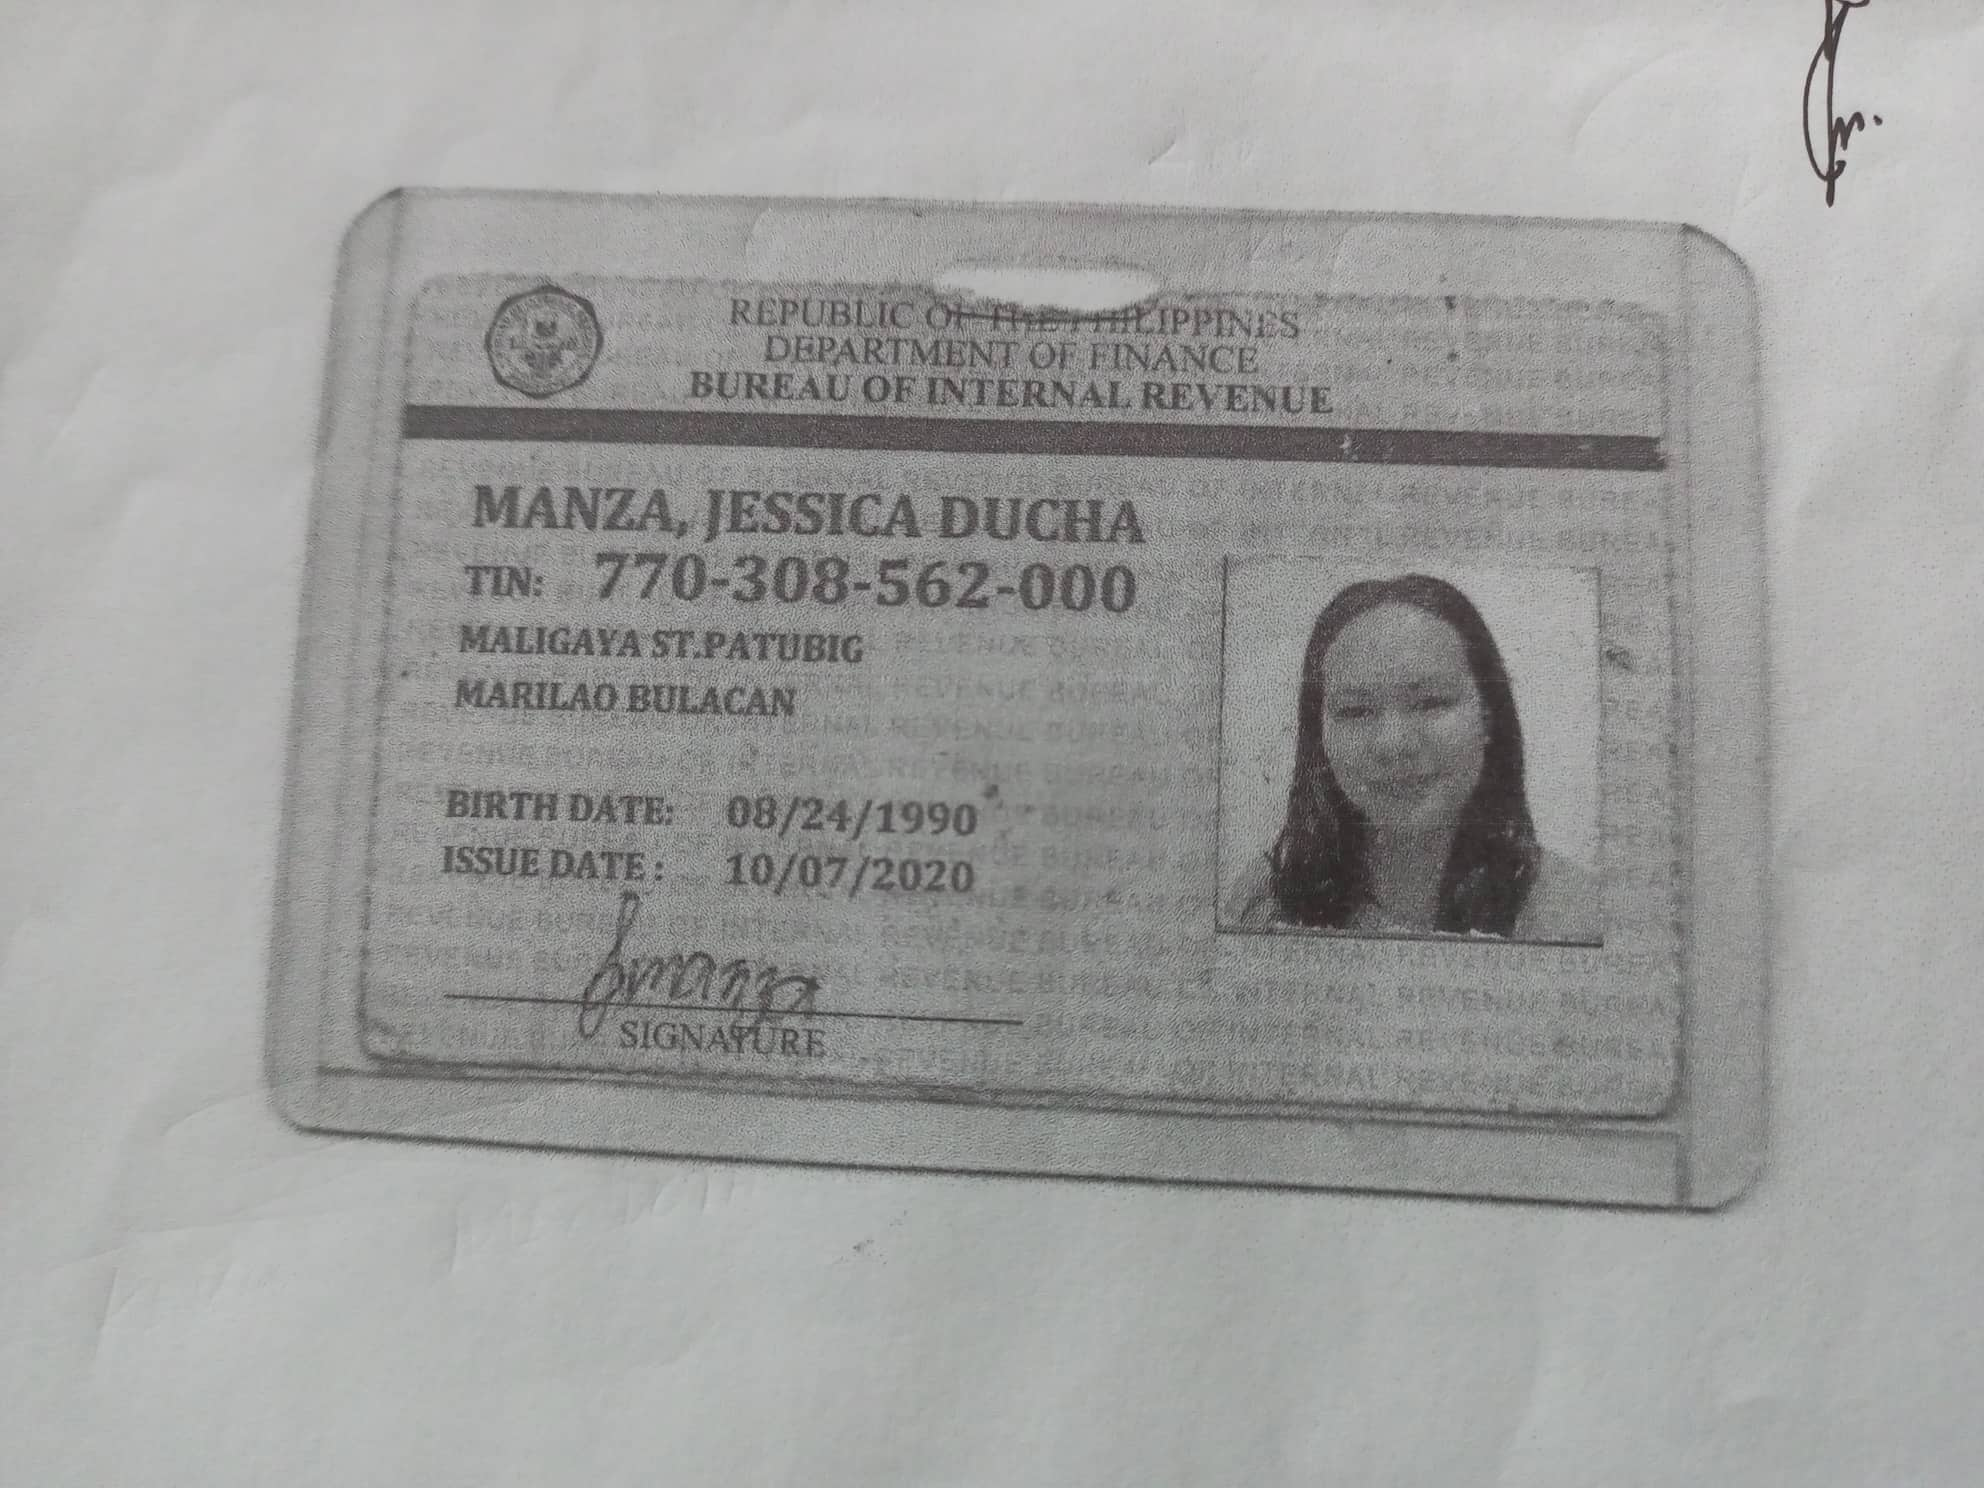 REPUBLIC OF THE PHILIPPINES
DEPARTMENT OF FINANCE
BUREAU OF INTERNAL REVENUE
MANZA, JESSICA DUCHA
TIN: 770-308-562-000
MALIGAYA ST.PATUBIG
MARILAO BULACAN
BIRTH DATE: 08/24/1990
ISSUE DATE : 10/07/2020
SIGNATURE